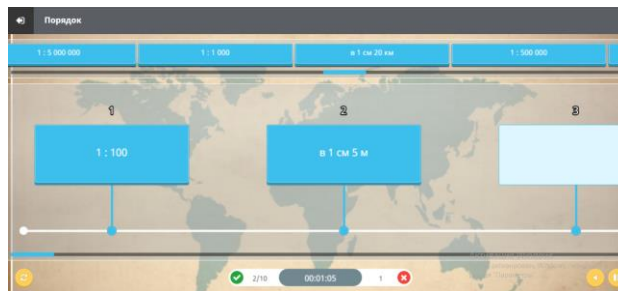 Порядок
1 : 5 000 000
1 : 1 000
в 1 см 20 км
1 : 500 000
1
2
3
1 : 100
в 1 см 5 м
2/10
00:01:05
1